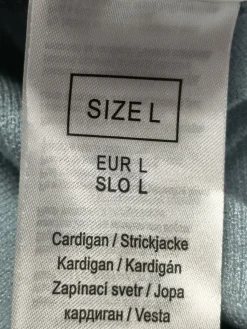 SIZE L
EUR L
SLO L
Cardigan / Strickjacke
Kardigan / Kardigán
Zapínací svetr / Jopa
кардиган / Vesta